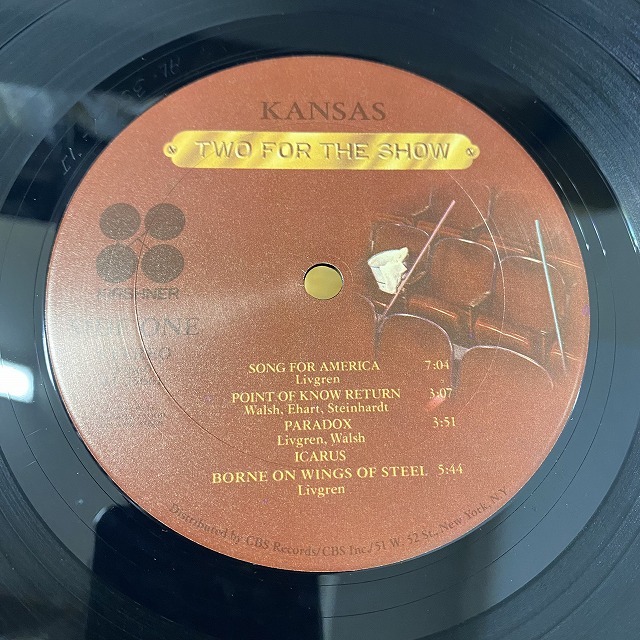 KANSAS
TWO FOR THE SHOW
KIRSHNER
SIDE ONE
SONG FOR AMERICA 7:04
Livgren
POINT OF KNOW RETURN 3:07
Walsh, Ehart, Steinhardt
PARADOX 3:51
Livgren, Walsh
ICARUS
BORNE ON WINGS OF STEEL 5:44
Livgren
Distributed by CBS Records/CBS Inc./51 W. 52 St., New York, N.Y.